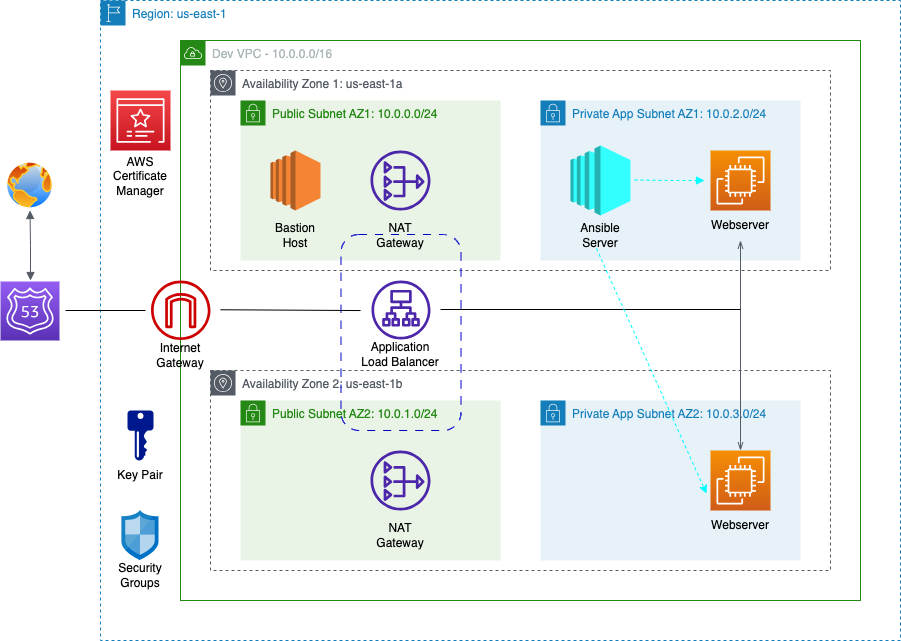 Region: us-east-1
Dev VPC - 10.0.0.0/16
Availability Zone 1: us-east-1a
Public Subnet AZ1: 10.0.0.0/24
Private App Subnet AZ1: 10.0.2.0/24
AWS
Certificate
Manager
Bastion
Host
NAT
Gateway
Ansible
Server
Webserver
53
Internet
Gateway
Application
Load Balancer
Availability Zone 2: us-east-1b
Public Subnet AZ2: 10.0.1.0/24
Private App Subnet AZ2: 10.0.3.0/24
Key Pair
NAT
Gateway
Webserver
Security
Groups